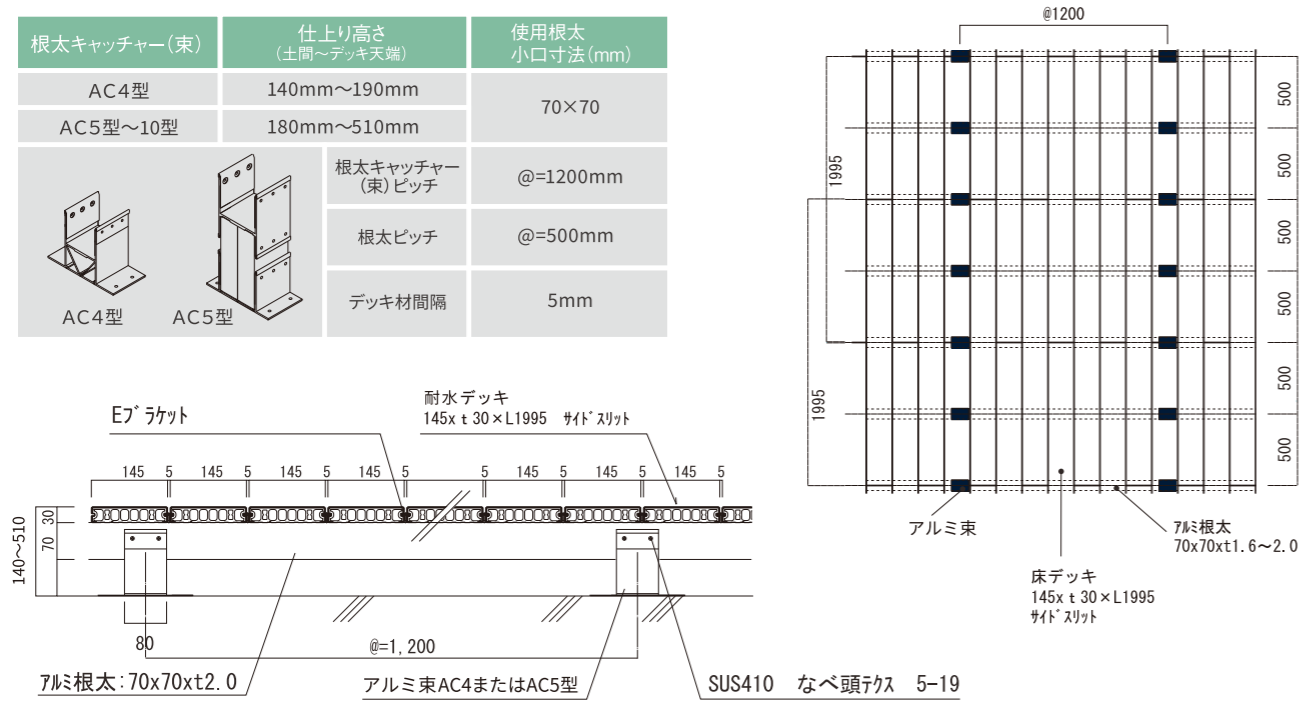 根太キャッチャー(束)
仕上り高さ
(土間～デッキ天端)
使用根太
小口寸法(mm)
AC4型
140mm～190mm
70×70
AC5型～10型
180mm～510mm
根太キャッチャー
(束)ピッチ
@=1200mm
根太ピッチ
@=500mm
デッキ材間隔
5mm
AC4型
AC5型
@1200
500
500
500
500
500
500
1995
1995
アルミ束
ｱﾙﾐ根太
70x70xt1.6～2.0
床デッキ
145xｔ30×L1995
ｻｲﾄﾞｽﾘｯﾄ
Eﾌﾞﾗｹｯﾄ
耐水デッキ
145xｔ30×L1995　ｻｲﾄﾞｽﾘｯﾄ
145 5 145 5 145 5 145 5 5 145 5 145 5 145 5
140～510
30
70
80
@=1,200
ｱﾙﾐ根太:70x70xt2.0
アルミ束AC4またはAC5型
SUS410　なべ頭ﾃｸｽ　5-19